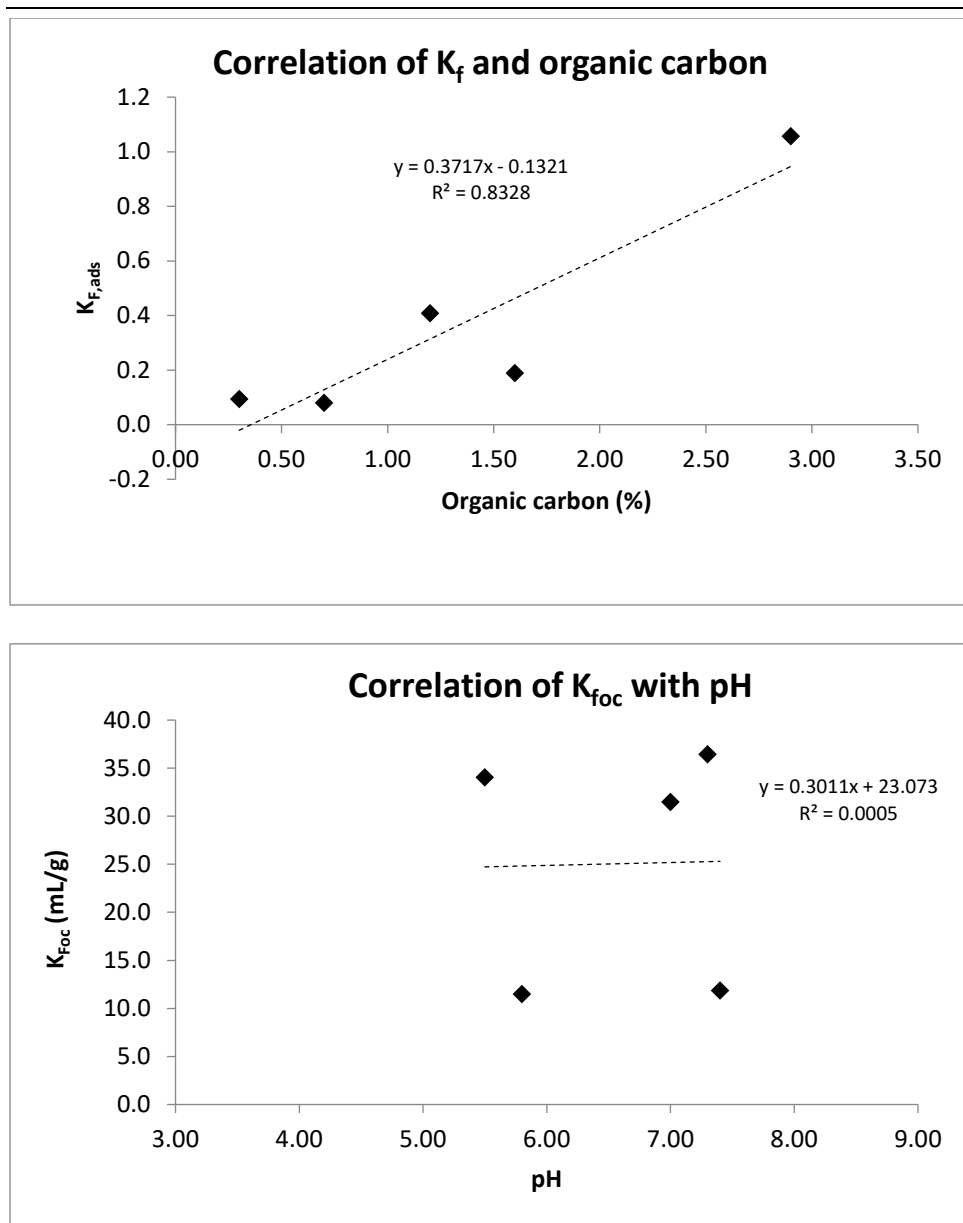 Correlation of Kf and organic carbon
1.2
1.0
0.8
0.6
0.4
0.2
0.0
-0.2
y = 0.3717x - 0.1321
R² = 0.8328
KF,ads
0.00 0.50 1.00 1.50 2.00 2.50 3.00 3.50
Organic carbon (%)
Correlation of Kfoc with pH
40.0
35.0
30.0
25.0
20.0
15.0
10.0
5.0
0.0
y = 0.3011x + 23.073
R² = 0.0005
KFoc (mL/g)
3.00 4.00 5.00 6.00 7.00 8.00 9.00
pH